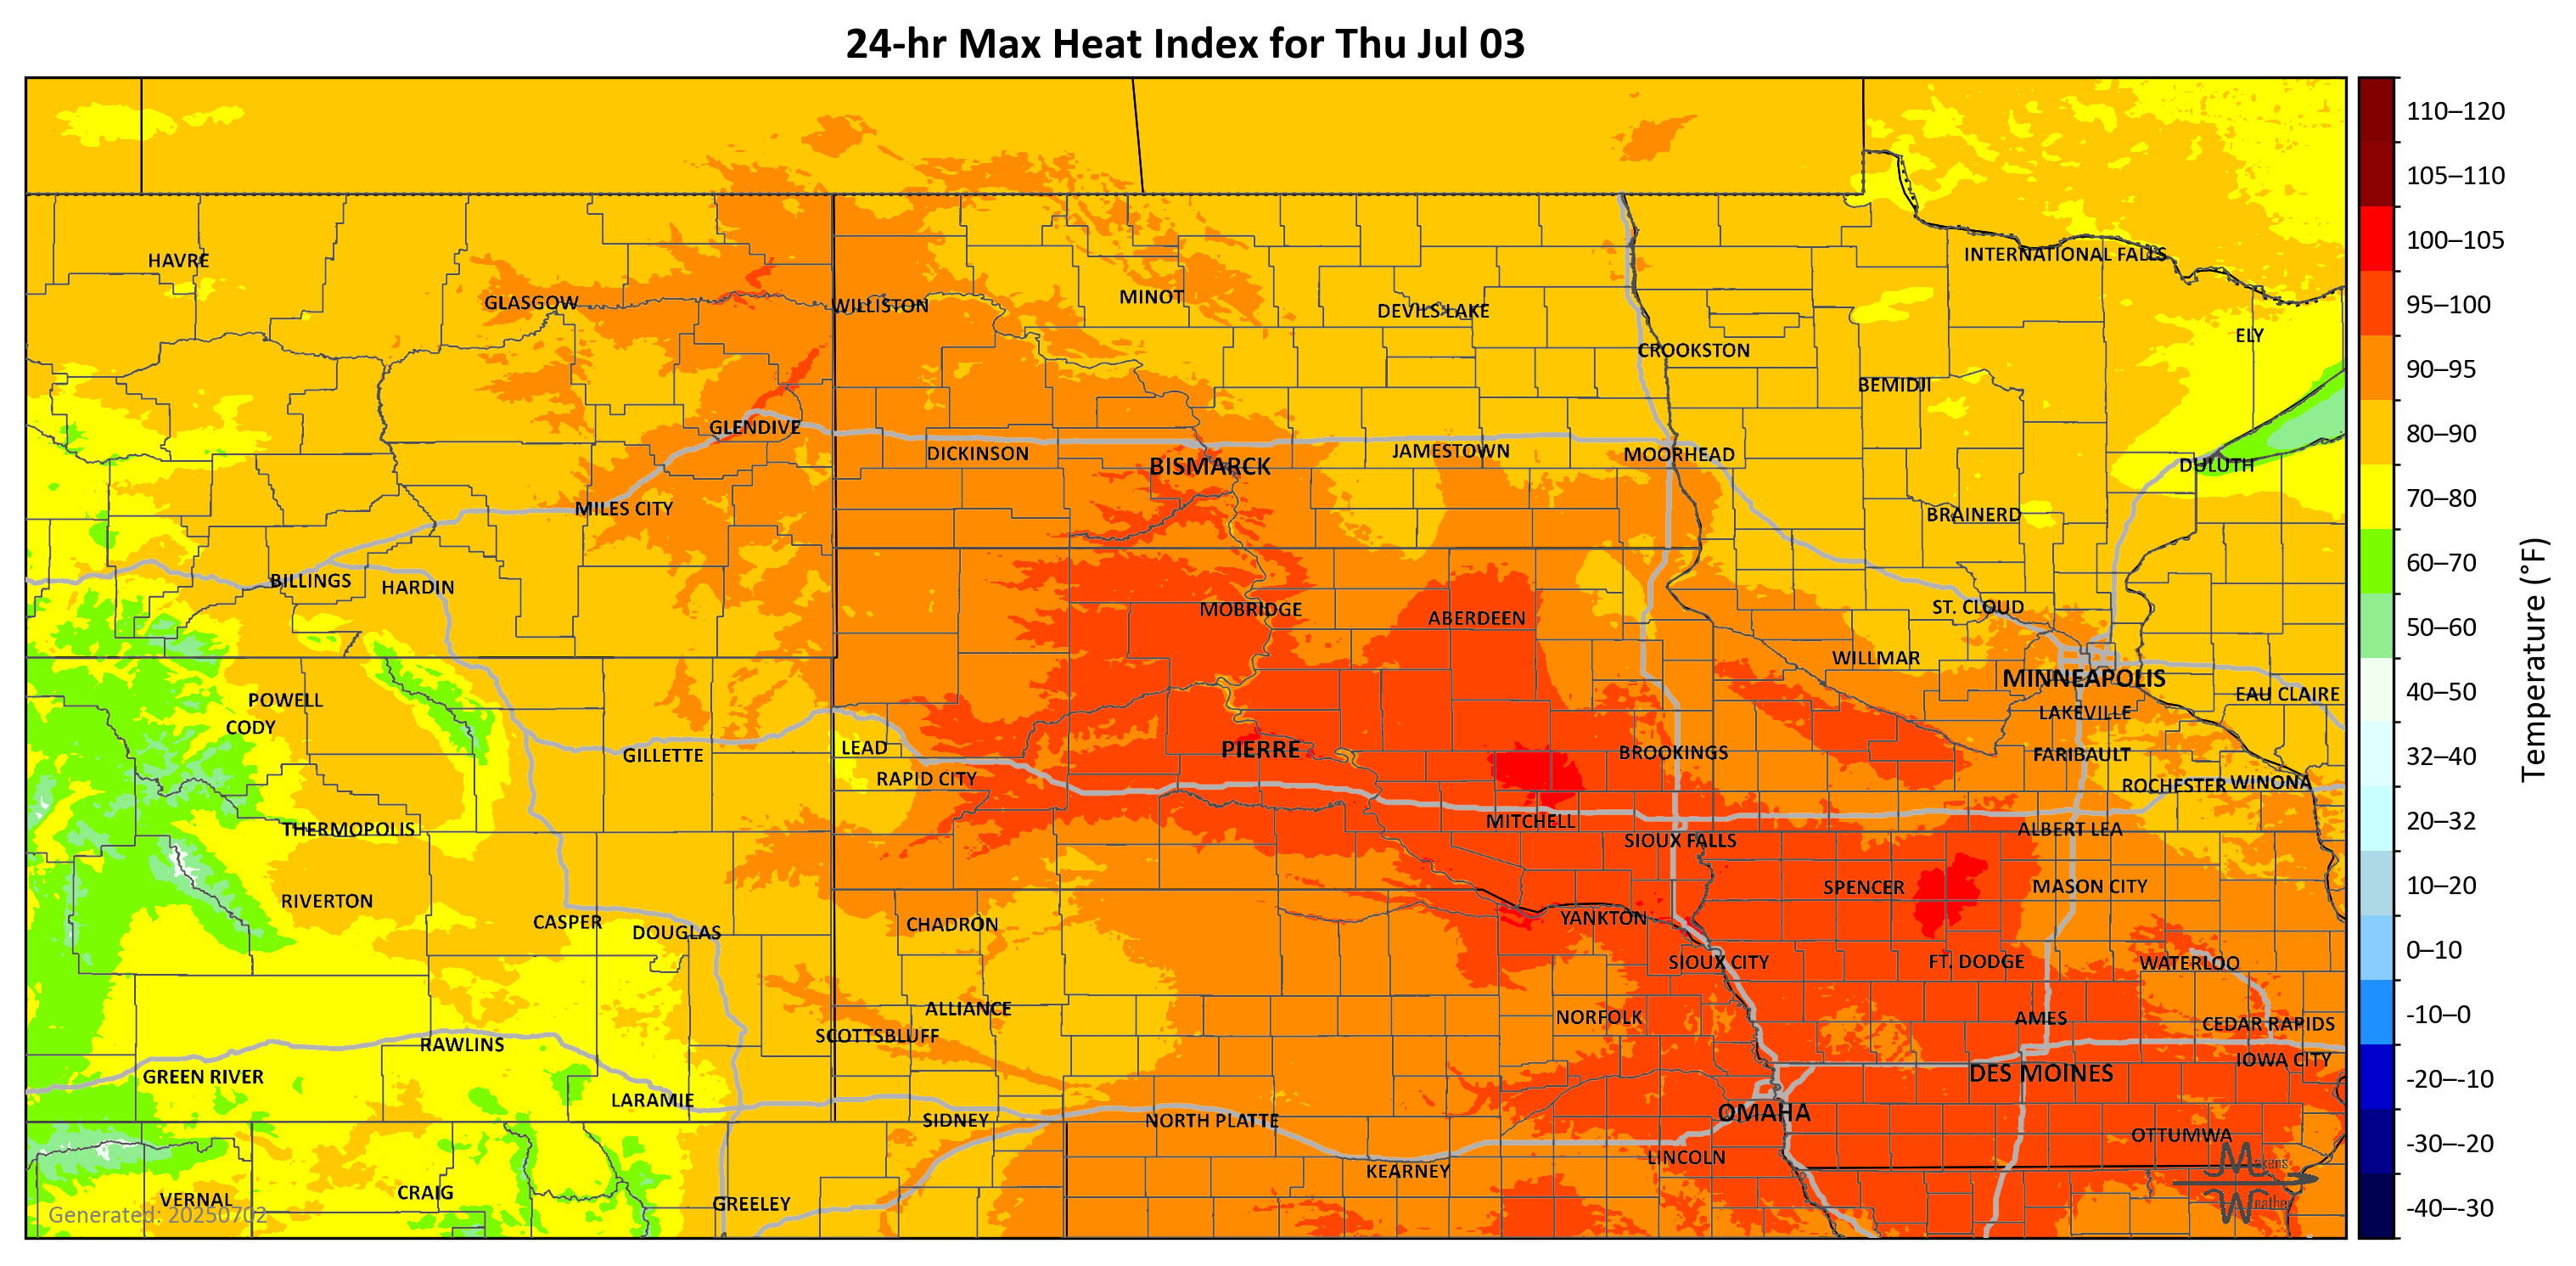 24-hr Max Heat Index for Thu Jul 03
110–120
105–110
100–105
95–100
90–95
80–90
70–80
60–70
50–60
40–50
32–40
20–32
10–20
0–10
-10–0
-20–-10
-30–-20
-40–-30
Temperature (°F)
HAVRE
INTERNATIONAL FALLS
GLASGOW
WILLISTON
MINOT
DEVILS LAKE
ELY
CROOKSTON
BEMIDJI
GLENDIVE
DICKINSON
BISMARCK
JAMESTOWN
MOORHEAD
DULUTH
MILES CITY
BRAINERD
BILLINGS
HARDIN
MOBRIDGE
ABERDEEN
ST. CLOUD
WILLMAR
MINNEAPOLIS
POWELL
EAU CLAIRE
CODY
LAKEVILLE
GILLETTE
LEAD
PIERRE
BROOKINGS
FARIBAULT
RAPID CITY
ROCHESTER
WINONA
THERMOPOLIS
MITCHELL
SIOUX FALLS
ALBERT LEA
RIVERTON
SPENCER
MASON CITY
CASPER
DOUGLAS
CHADRON
YANKTON
SIOUX CITY
FT. DODGE
WATERLOO
ALLIANCE
NORFOLK
AMES
CEDAR RAPIDS
SCOTTSBLUFF
RAWLINS
IOWA CITY
GREEN RIVER
DES MOINES
LARAMIE
SIDNEY
NORTH PLATTE
OMAHA
OTTUMWA
KEARNEY
LINCOLN
VERNAL
CRAIG
GREELEY
Generated: 20250702
Makens
Weather